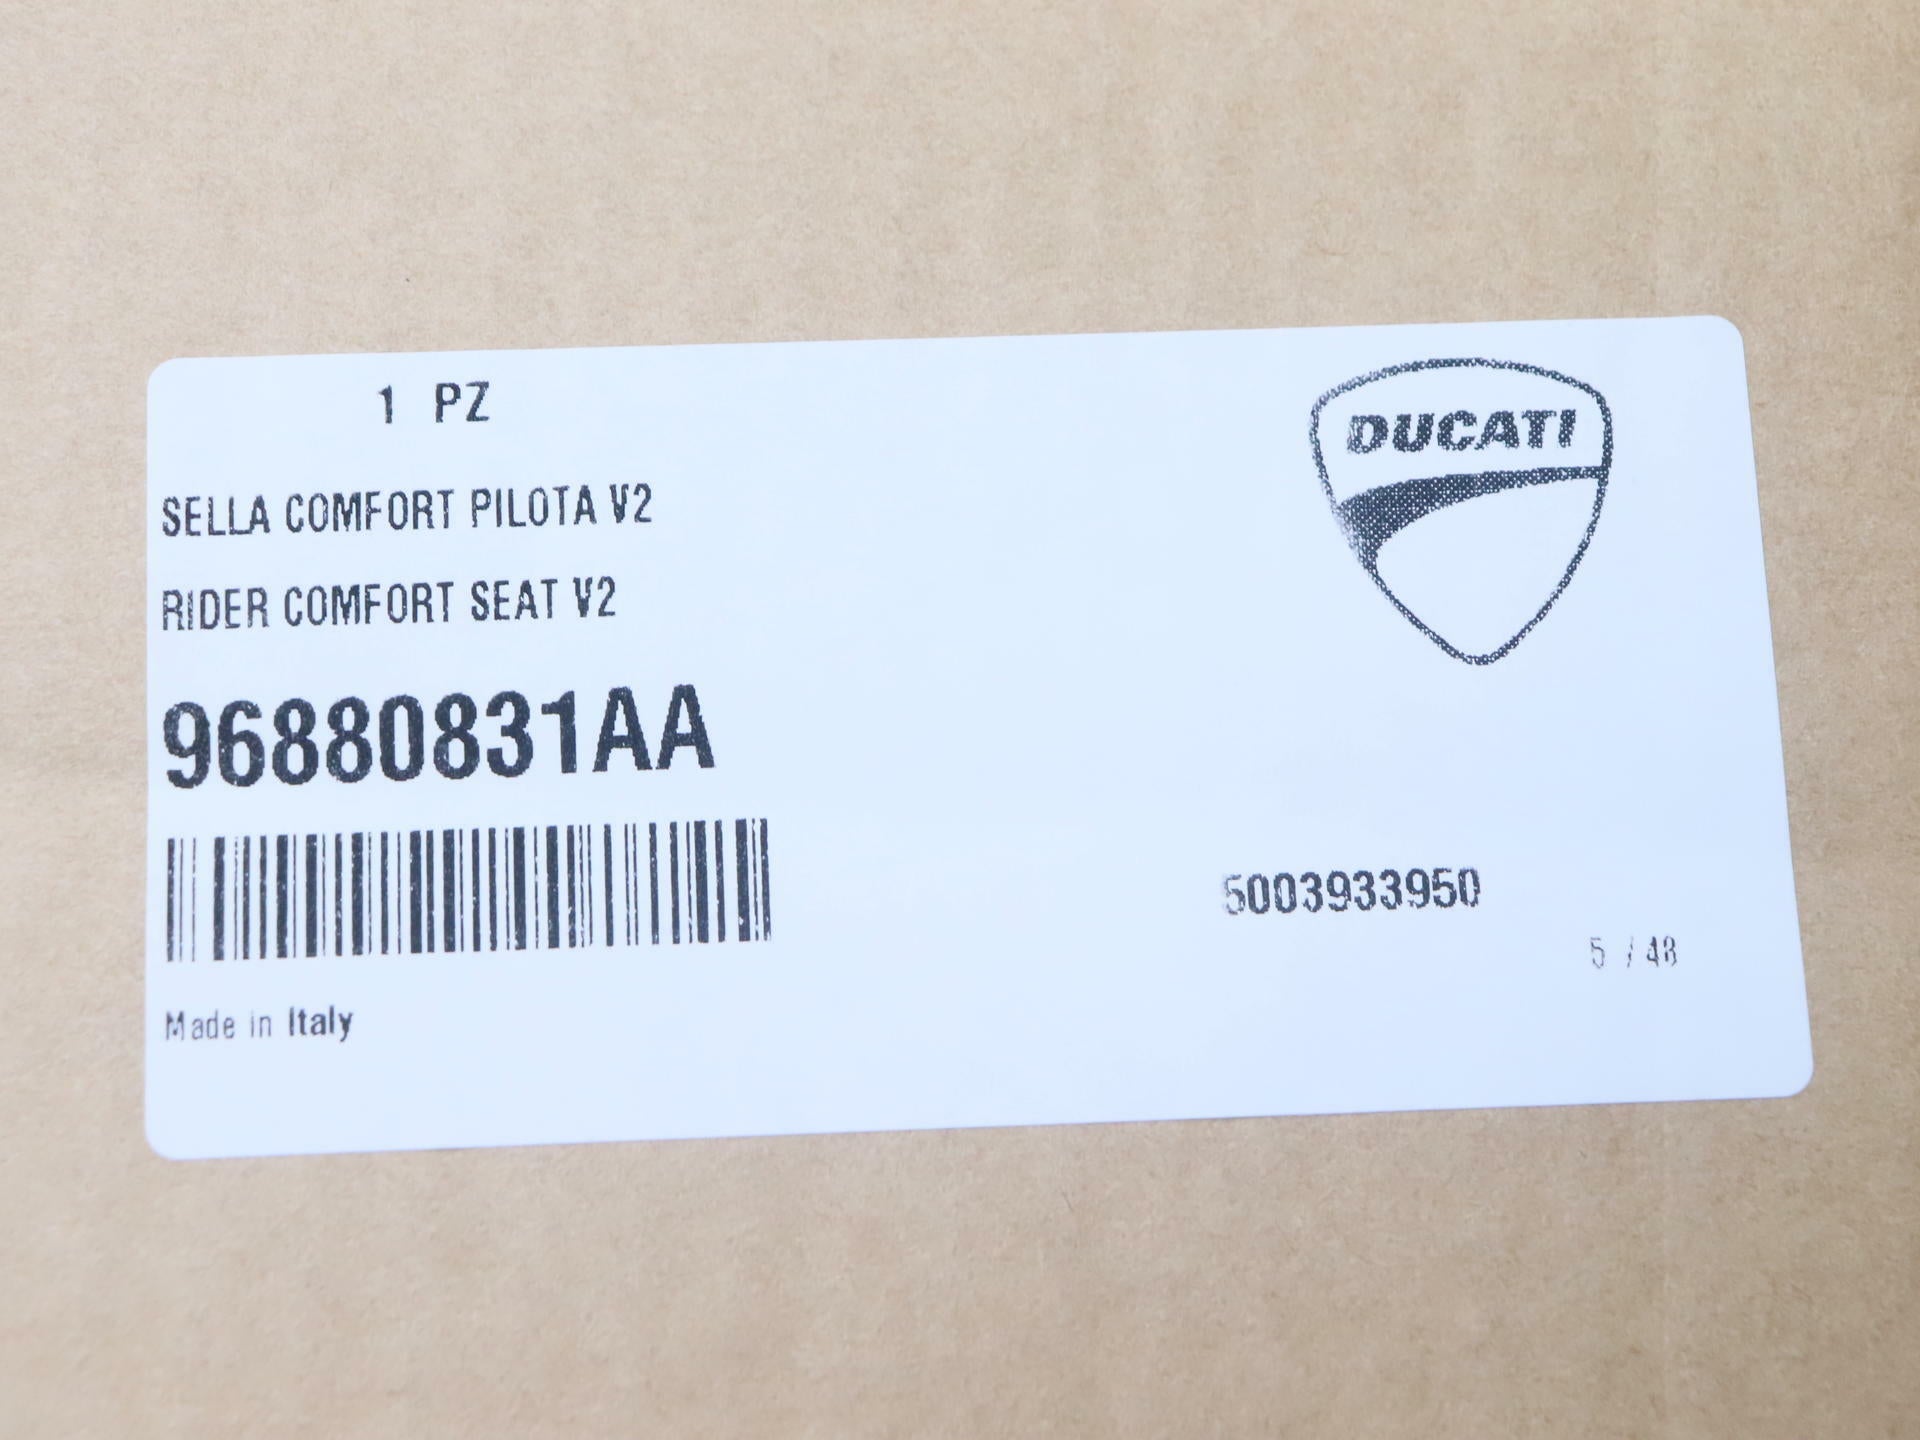 1 PZ
DUCATI
SELLA COMFORT PILOTA V2
RIDER COMFORT SEAT V2
96880831AA
5003933950
5 / 48
Made in Italy